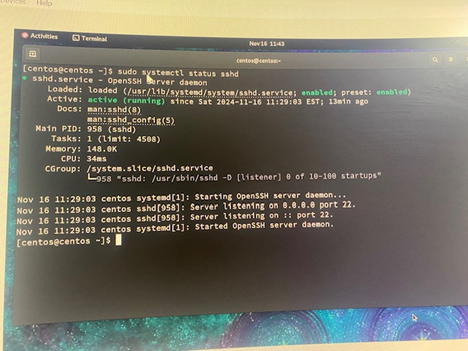 Devices Help
Activities Terminal Nov 16 11:43
centos@centos:~
[centos@centos ~]$ sudo systemctl status sshd
● sshd.service - OpenSSH server daemon
Loaded: loaded (/usr/lib/systemd/system/sshd.service; enabled; preset: enabled)
Active: active (running) since Sat 2024-11-16 11:29:03 EST; 13min ago
Docs: man:sshd(8)
man:sshd_config(5)
Main PID: 958 (sshd)
Tasks: 1 (limit: 4508)
Memory: 148.0K
CPU: 34ms
CGroup: /system.slice/sshd.service
└─958 "sshd: /usr/sbin/sshd -D [listener] 0 of 10-100 startups"
Nov 16 11:29:03 centos systemd[1]: Starting OpenSSH server daemon...
Nov 16 11:29:03 centos sshd[958]: Server listening on 0.0.0.0 port 22.
Nov 16 11:29:03 centos sshd[958]: Server listening on :: port 22.
Nov 16 11:29:03 centos systemd[1]: Started OpenSSH server daemon.
[centos@centos ~]$